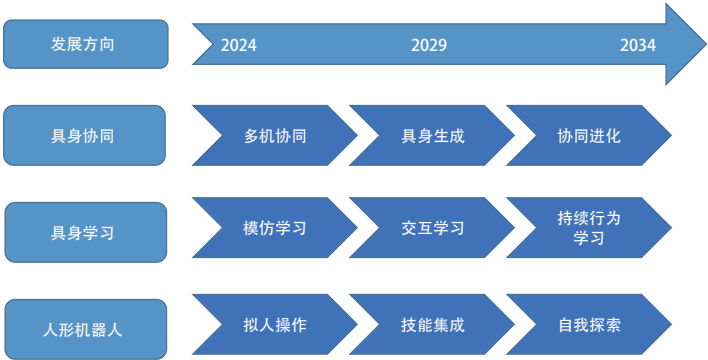 发展方向
2024
2029
2034
具身协同
多机协同
具身生成
协同进化
具身学习
模仿学习
交互学习
持续行为
学习
人形机器人
拟人操作
技能集成
自我探索